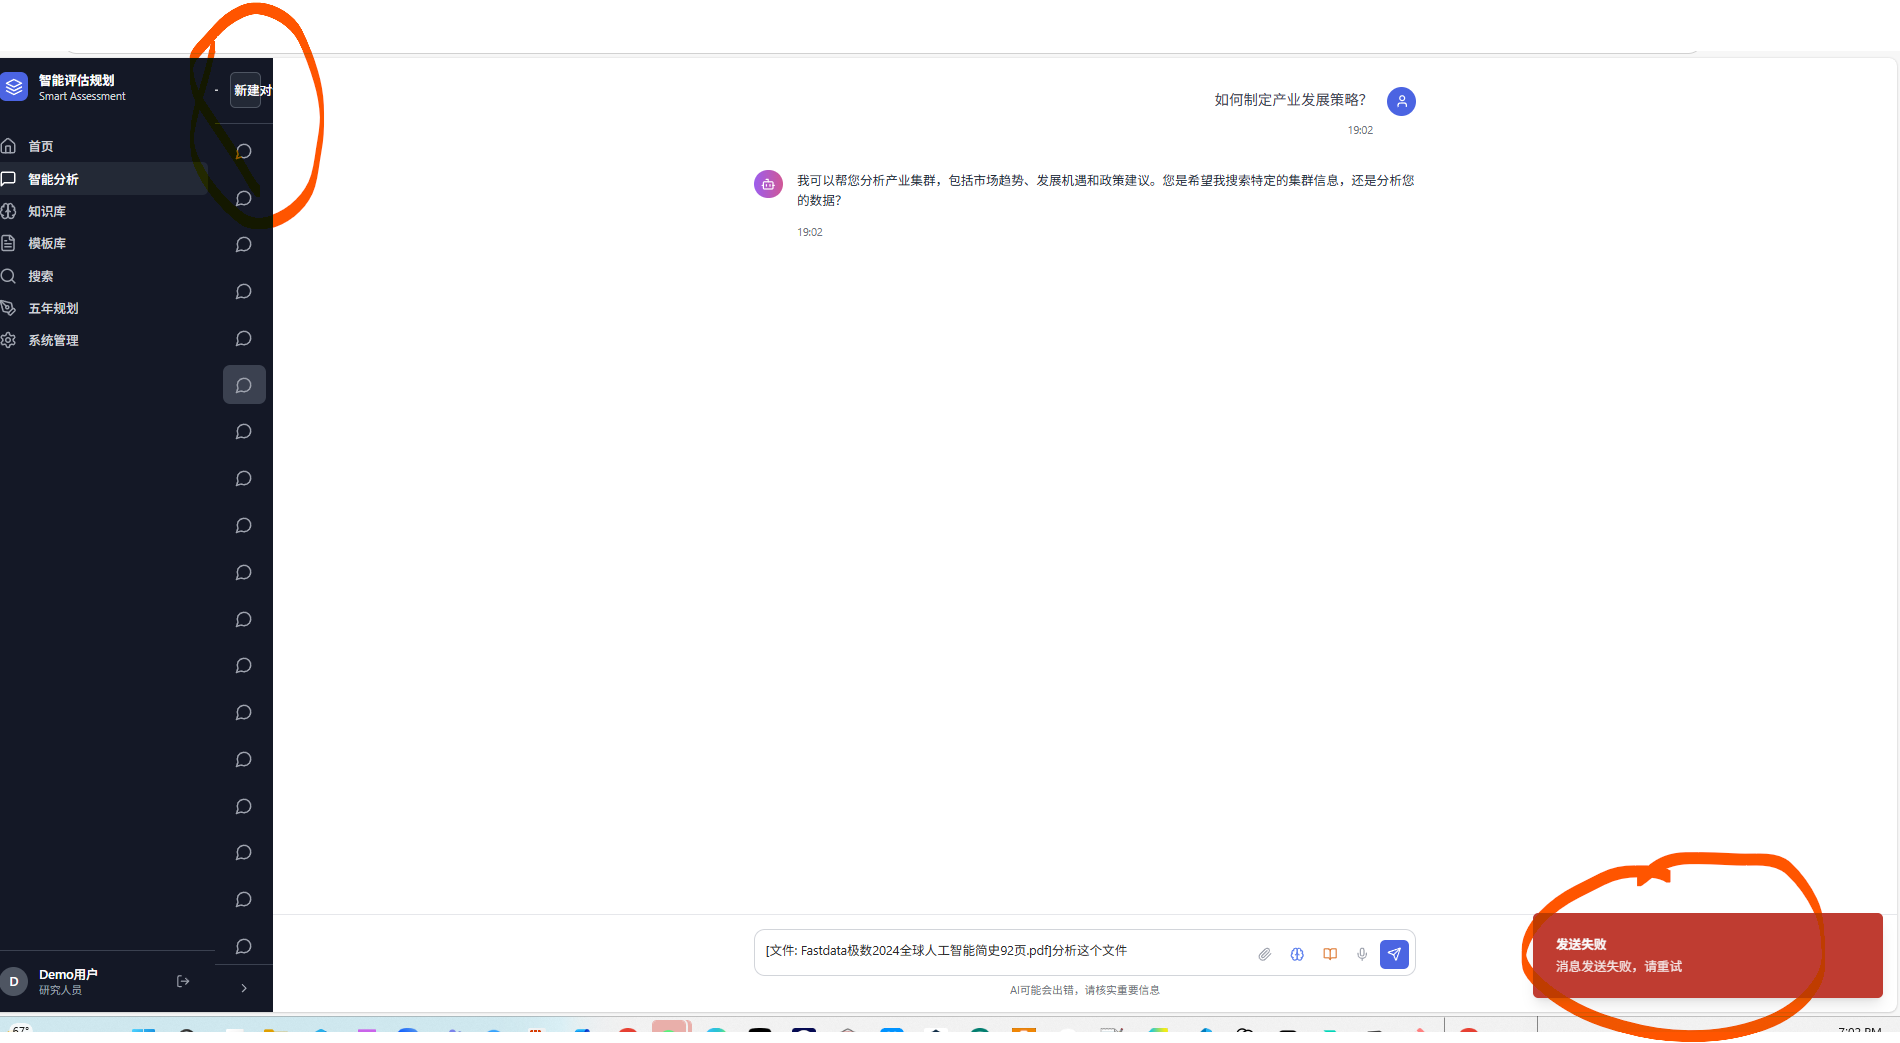 智能评估规划
Smart Assessment
首页
智能分析
知识库
模板库
搜索
五年规划
系统管理
D
Demo用户
研究人员
新建对
如何制定产业发展策略？
19:02
我可以帮您分析产业集群，包括市场趋势、发展机遇和政策建议。您是希望我搜索特定的集群信息，还是分析您
的数据？
19:02
[文件: Fastdata极数2024全球人工智能简史92页.pdf]分析这个文件
AI可能会出错，请核实重要信息
发送失败
消息发送失败，请重试
67°
7:02 PM